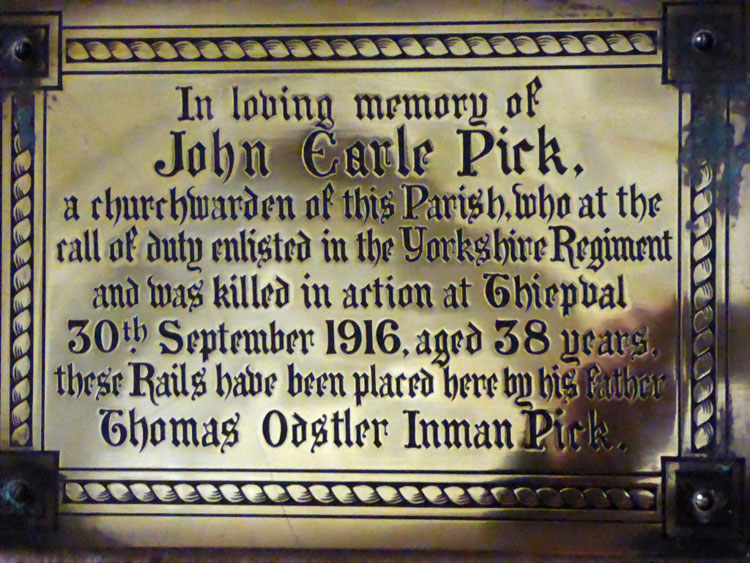 In loving memory of
John Earle Pick,
a churchwarden of this Parish, who at the
call of duty enlisted in the Yorkshire Regiment
and was killed in action at Thiepval
30th September 1916, aged 38 years.
these Rails have been placed here by his Father
Thomas Odstler Inman Pick.